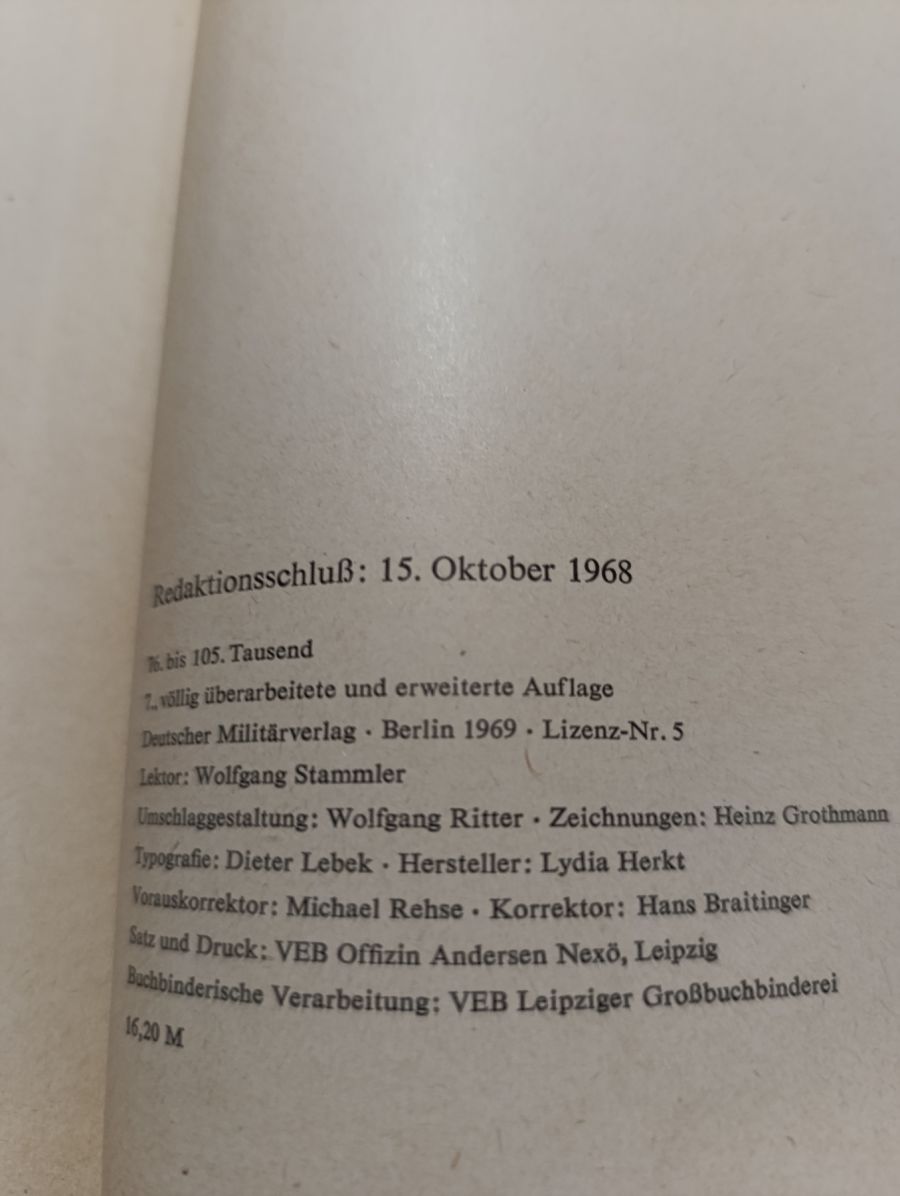 Redaktionsschluß: 15. Oktober 1968
76. bis 105. Tausend
7., völlig überarbeitete und erweiterte Auflage
Deutscher Militärverlag · Berlin 1969 · Lizenz-Nr. 5
Lektor: Wolfgang Stammler
Umschlaggestaltung: Wolfgang Ritter · Zeichnungen: Heinz Grothmann
Typografie: Dieter Lebek · Hersteller: Lydia Herkt
Vorauskorrektor: Michael Rehse · Korrektor: Hans Braitinger
Satz und Druck: VEB Offizin Andersen Nexö, Leipzig
Buchbinderische Verarbeitung: VEB Leipziger Großbuchbinderei
16,20 M